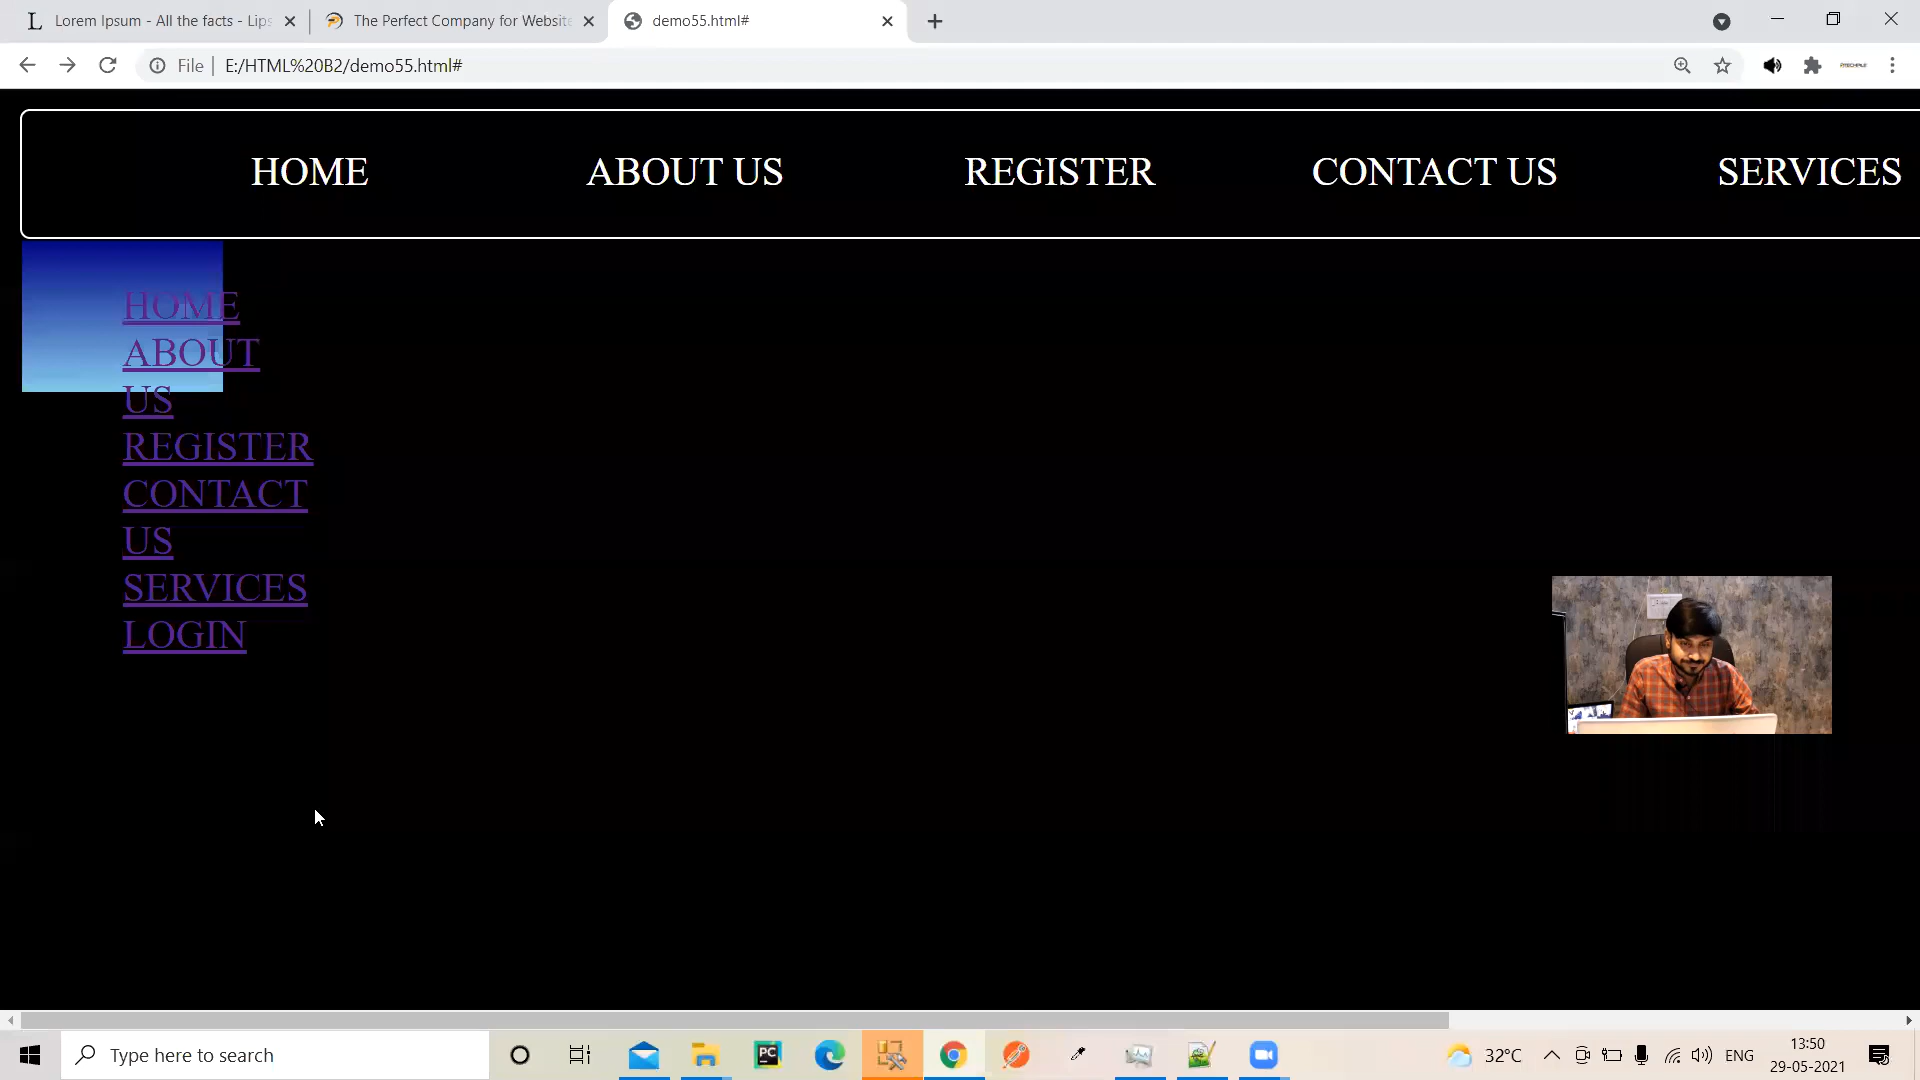 Lorem Ipsum - All the facts - Lips
The Perfect Company for Website
demo55.html#
File E:/HTML%20B2/demo55.html#
HOME ABOUT US REGISTER CONTACT US SERVICES
HOME
ABOUT
US
REGISTER
CONTACT
US
SERVICES
LOGIN
Type here to search
32°C
ENG
13:50
29-05-2021